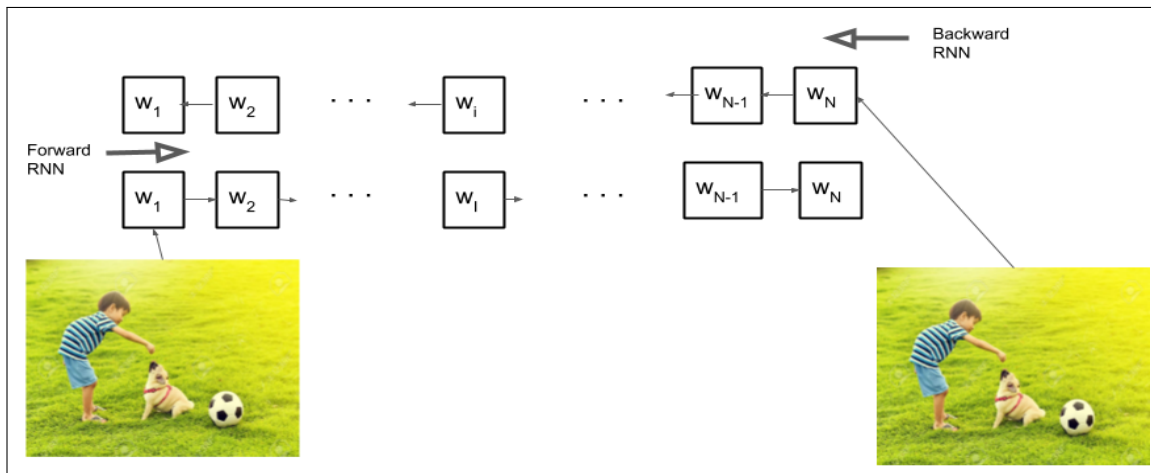 Backward
RNN
w1 w2 . . . wi . . . wN-1 wN
Forward
RNN
w1 w2 . . . wI . . . wN-1 wN